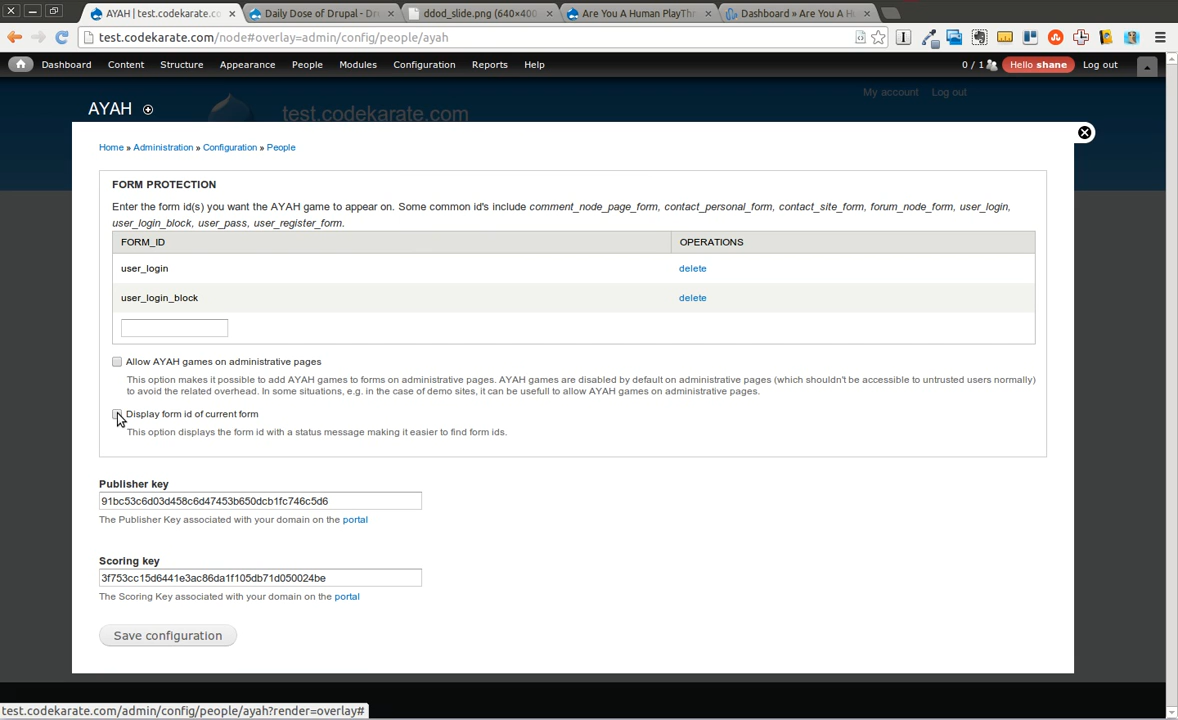 AYAH | test.codekarate.co
Daily Dose of Drupal - Dr
ddod_slide.png (640×400
Are You A Human PlayThr
Dashboard » Are You A H
test.codekarate.com/node#overlay=admin/config/people/ayah
Dashboard Content Structure Appearance People Modules Configuration Reports Help 0 / 1 Hello shane Log out
My account Log out
AYAH
test.codekarate.com
Home » Administration » Configuration » People
FORM PROTECTION
Enter the form id(s) you want the AYAH game to appear on. Some common id's include comment_node_page_form, contact_personal_form, contact_site_form, forum_node_form, user_login,
user_login_block, user_pass, user_register_form.
FORM_ID OPERATIONS
user_login delete
user_login_block delete
Allow AYAH games on administrative pages
This option makes it possible to add AYAH games to forms on administrative pages. AYAH games are disabled by default on administrative pages (which shouldn't be accessible to untrusted users normally)
to avoid the related overhead. In some situations, e.g. in the case of demo sites, it can be usefull to allow AYAH games on administrative pages.
Display form id of current form
This option displays the form id with a status message making it easier to find form ids.
Publisher key
91bc53c6d03d458c6d47453b650dcb1fc746c5d6
The Publisher Key associated with your domain on the portal
Scoring key
3f753cc15d6441e3ac86da1f105db71d050024be
The Scoring Key associated with your domain on the portal
Save configuration
test.codekarate.com/admin/config/people/ayah?render=overlay#